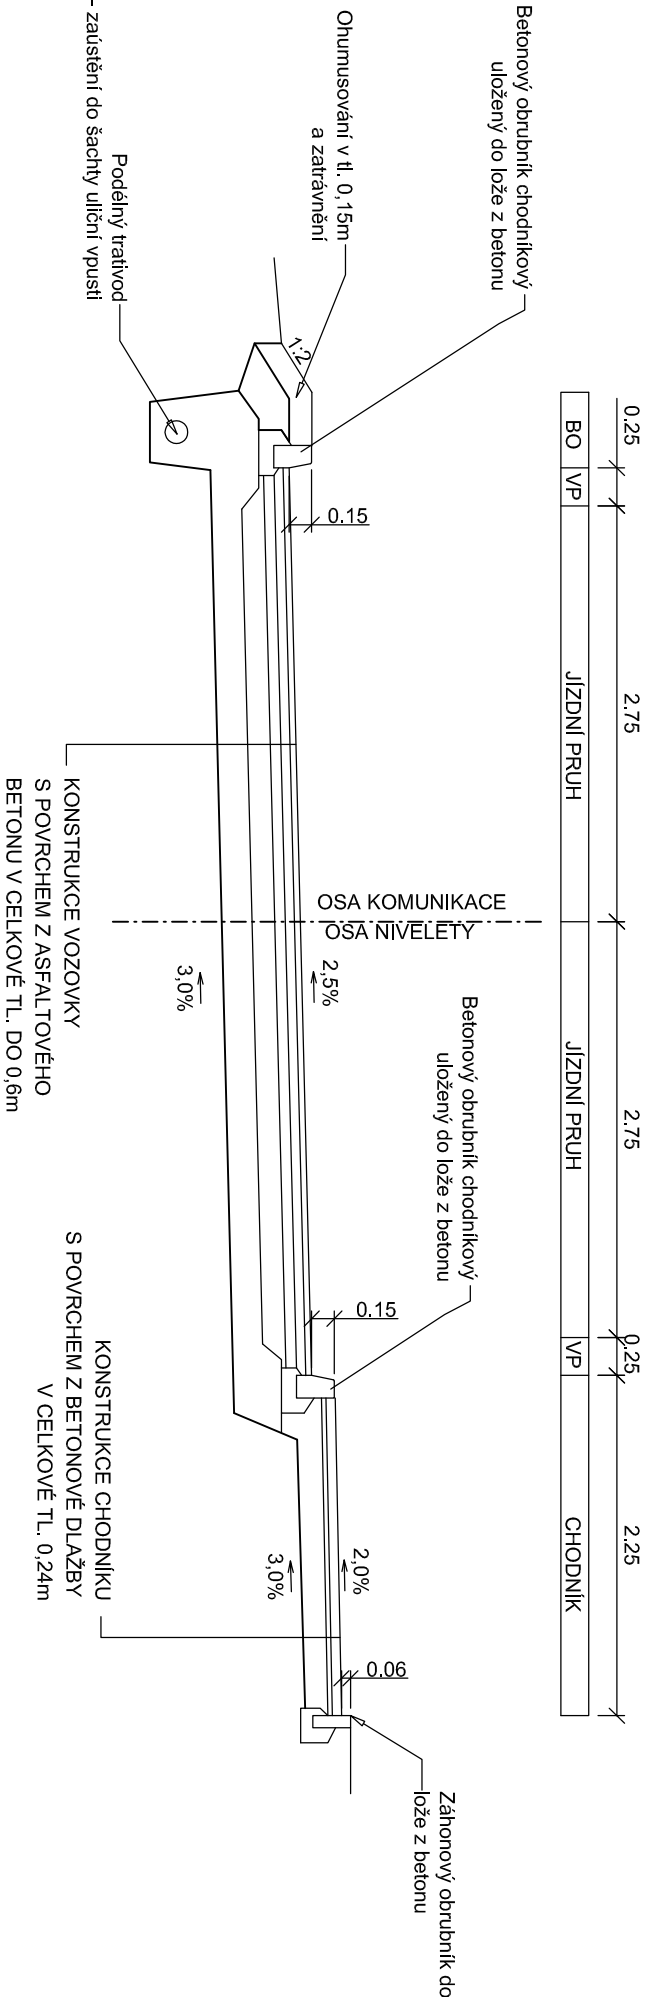 0.25
2.75
2.75
0.25
2.25
BO
VP
JÍZDNÍ PRUH
JÍZDNÍ PRUH
VP
CHODNÍK
Betonový obrubník chodníkový
uložený do lože z betonu
Ohumusování v tl. 0,15m
a zatrávnění
1:2
0.15
OSA KOMUNIKACE
OSA NIVELETY
2,5%
3,0%
Betonový obrubník chodníkový
uložený do lože z betonu
0.15
2,0%
3,0%
0.06
Záhonový obrubník do
lože z betonu
Podélný trativod
- zaústění do šachty uliční vpusti
KONSTRUKCE VOZOVKY
S POVRCHEM Z ASFALTOVÉHO
BETONU V CELKOVÉ TL. DO 0,6m
KONSTRUKCE CHODNÍKU
S POVRCHEM Z BETONOVÉ DLAŽBY
V CELKOVÉ TL. 0,24m